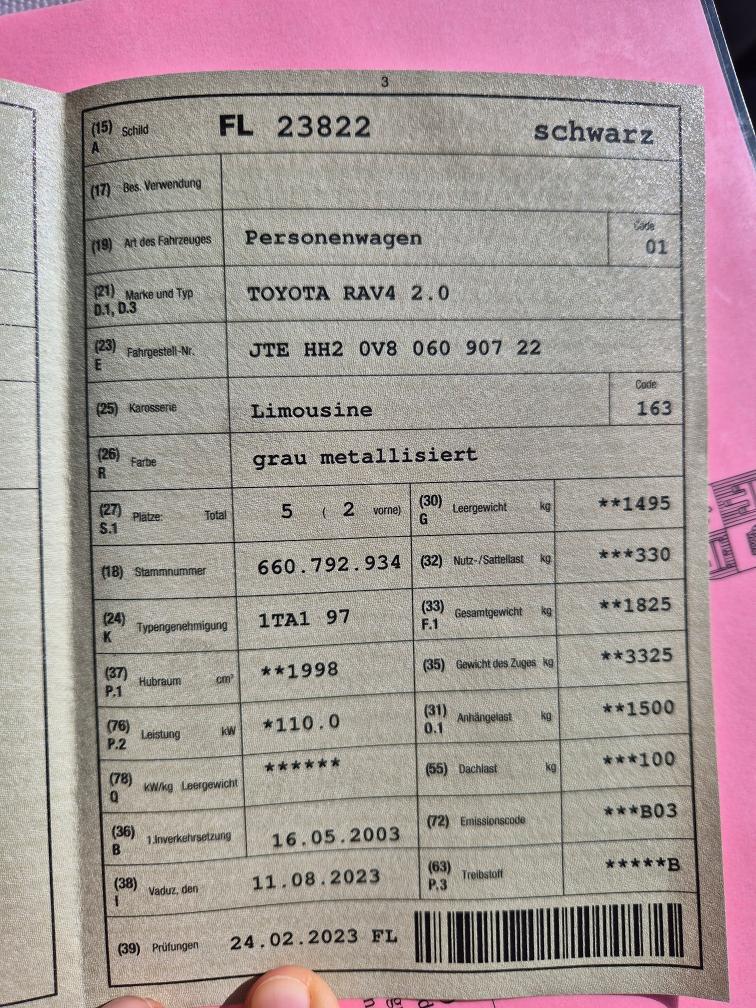 3
(15) A Schild FL 23822 schwarz
(17) Bes. Verwendung
(19) Art des Fahrzeuges Personenwagen Code 01
(21) D.1, D.3 Marke und Typ TOYOTA RAV4 2.0
(23) E Fahrgestell-Nr. JTE HH2 0V8 060 907 22
(25) Karosserie Limousine Code 163
(26) R Farbe grau metallisiert
(27) S.1 Plätze: Total 5 ( 2 vorne) (30) G Leergewicht kg **1495
(18) Stammnummer 660.792.934 (32) Nutz-/Sattellast kg ***330
(24) K Typengenehmigung 1TA1 97 (33) F.1 Gesamtgewicht kg **1825
(37) P.1 Hubraum cm³ **1998 (35) Gewicht des Zuges kg **3325
(76) P.2 Leistung kW *110.0 (31) O.1 Anhängelast kg **1500
(78) Q kW/kg Leergewicht ****** (55) Dachlast kg ***100
(36) B 1.Inverkehrsetzung 16.05.2003 (72) Emissionscode ***B03
(38) I Vaduz, den 11.08.2023 (63) P.3 Treibstoff *****B
(39) Prüfungen 24.02.2023 FL